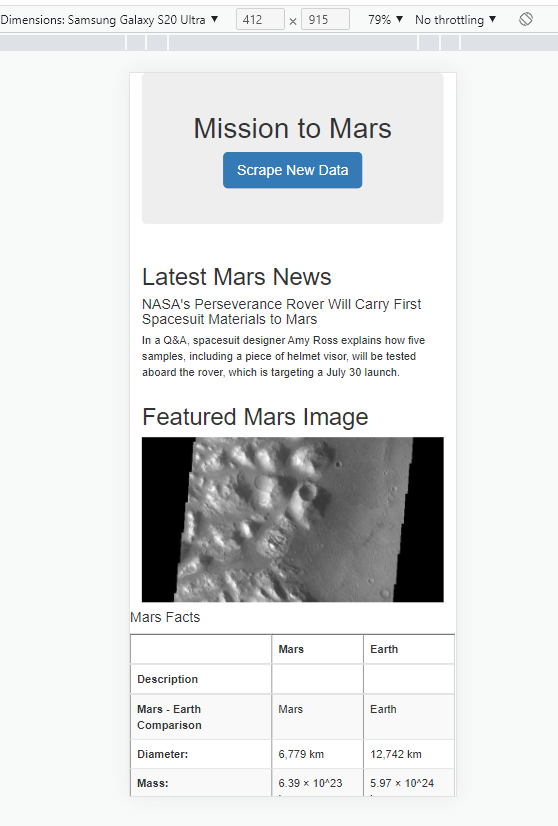 Dimensions: Samsung Galaxy S20 Ultra ▼ 412 × 915 79% ▼ No throttling ▼
Mission to Mars
Scrape New Data
Latest Mars News
NASA's Perseverance Rover Will Carry First
Spacesuit Materials to Mars
In a Q&A, spacesuit designer Amy Ross explains how five
samples, including a piece of helmet visor, will be tested
aboard the rover, which is targeting a July 30 launch.
Featured Mars Image
Mars Facts
Mars Earth
Description
Mars - Earth Mars Earth
Comparison
Diameter: 6,779 km 12,742 km
Mass: 6.39 × 10^23 5.97 × 10^24